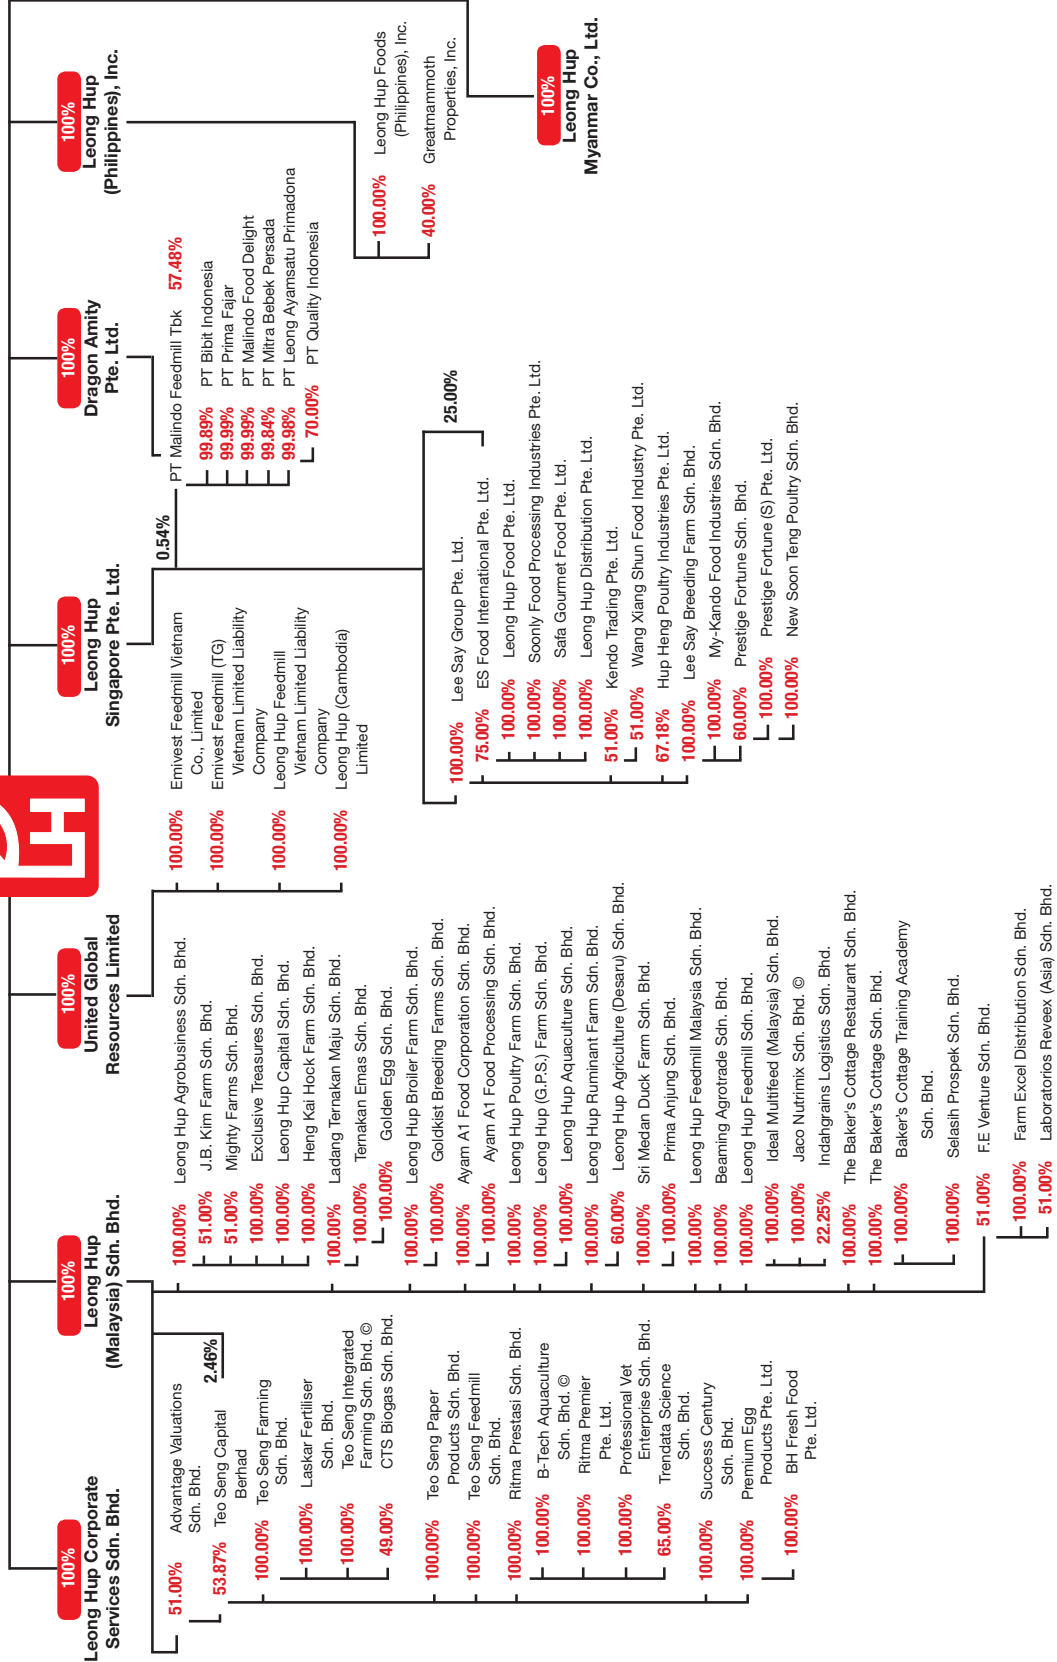 100%
Leong Hup Corporate
Services Sdn. Bhd.
100%
Leong Hup
(Malaysia) Sdn. Bhd.
100%
United Global
Resources Limited
LH
100%
Leong Hup
Singapore Pte. Ltd.
100%
Dragon Amity
Pte. Ltd.
100%
Leong Hup
(Philippines), Inc.
100%
Leong Hup
Myanmar Co., Ltd.
51.00% Advantage Valuations
Sdn. Bhd.
2.46%
53.87% Teo Seng Capital
Berhad
100.00% Teo Seng Farming
Sdn. Bhd.
100.00% Laskar Fertiliser
Sdn. Bhd.
100.00% Teo Seng Integrated
Farming Sdn. Bhd. ©
49.00% CTS Biogas Sdn. Bhd.
100.00% Teo Seng Paper
Products Sdn. Bhd.
100.00% Teo Seng Feedmill
Sdn. Bhd.
100.00% Ritma Prestasi Sdn. Bhd.
100.00% B-Tech Aquaculture
Sdn. Bhd. ©
100.00% Ritma Premier
Pte. Ltd.
100.00% Professional Vet
Enterprise Sdn. Bhd.
65.00% Trendata Science
Sdn. Bhd.
100.00% Success Century
Sdn. Bhd.
100.00% Premium Egg
Products Pte. Ltd.
100.00% BH Fresh Food
Pte. Ltd.
100.00% Leong Hup Agrobusiness Sdn. Bhd.
51.00% J.B. Kim Farm Sdn. Bhd.
51.00% Mighty Farms Sdn. Bhd.
100.00% Exclusive Treasures Sdn. Bhd.
100.00% Leong Hup Capital Sdn. Bhd.
100.00% Heng Kai Hock Farm Sdn. Bhd.
100.00% Ladang Ternakan Maju Sdn. Bhd.
100.00% Ternakan Emas Sdn. Bhd.
100.00% Golden Egg Sdn. Bhd.
100.00% Leong Hup Broiler Farm Sdn. Bhd.
100.00% Goldkist Breeding Farms Sdn. Bhd.
100.00% Ayam A1 Food Corporation Sdn. Bhd.
100.00% Ayam A1 Food Processing Sdn. Bhd.
100.00% Leong Hup Poultry Farm Sdn. Bhd.
100.00% Leong Hup (G.P.S.) Farm Sdn. Bhd.
100.00% Leong Hup Aquaculture Sdn. Bhd.
100.00% Leong Hup Ruminant Farm Sdn. Bhd.
60.00% Leong Hup Agriculture (Desaru) Sdn. Bhd.
100.00% Sri Medan Duck Farm Sdn. Bhd.
100.00% Prima Anjung Sdn. Bhd.
100.00% Leong Hup Feedmill Malaysia Sdn. Bhd.
100.00% Beaming Agrotrade Sdn. Bhd.
100.00% Leong Hup Feedmill Sdn. Bhd.
100.00% Ideal Multifeed (Malaysia) Sdn. Bhd.
100.00% Jaco Nutrimix Sdn. Bhd. ©
22.25% Indahgrains Logistics Sdn. Bhd.
100.00% The Baker's Cottage Restaurant Sdn. Bhd.
100.00% The Baker's Cottage Sdn. Bhd.
100.00% Baker's Cottage Training Academy
Sdn. Bhd.
100.00% Selasih Prospek Sdn. Bhd.
51.00% F.E Venture Sdn. Bhd.
100.00% Farm Excel Distribution Sdn. Bhd.
51.00% Laboratorios Reveex (Asia) Sdn. Bhd.
100.00% Emivest Feedmill Vietnam
Co., Limited
100.00% Emivest Feedmill (TG)
Vietnam Limited Liability
Company
100.00% Leong Hup Feedmill
Vietnam Limited Liability
Company
100.00% Leong Hup (Cambodia)
Limited
0.54%
100.00% Lee Say Group Pte. Ltd.
25.00%
75.00% ES Food International Pte. Ltd.
100.00% Leong Hup Food Pte. Ltd.
100.00% Soonly Food Processing Industries Pte. Ltd.
100.00% Safa Gourmet Food Pte. Ltd.
100.00% Leong Hup Distribution Pte. Ltd.
51.00% Kendo Trading Pte. Ltd.
51.00% Wang Xiang Shun Food Industry Pte. Ltd.
67.18% Hup Heng Poultry Industries Pte. Ltd.
100.00% Lee Say Breeding Farm Sdn. Bhd.
100.00% My-Kando Food Industries Sdn. Bhd.
60.00% Prestige Fortune Sdn. Bhd.
100.00% Prestige Fortune (S) Pte. Ltd.
100.00% New Soon Teng Poultry Sdn. Bhd.
PT Malindo Feedmill Tbk 57.48%
99.89% PT Bibit Indonesia
99.99% PT Prima Fajar
99.99% PT Malindo Food Delight
99.84% PT Mitra Bebek Persada
99.98% PT Leong Ayamsatu Primadona
70.00% PT Quality Indonesia
100.00% Leong Hup Foods
(Philippines), Inc.
40.00% Greatmammoth
Properties, Inc.